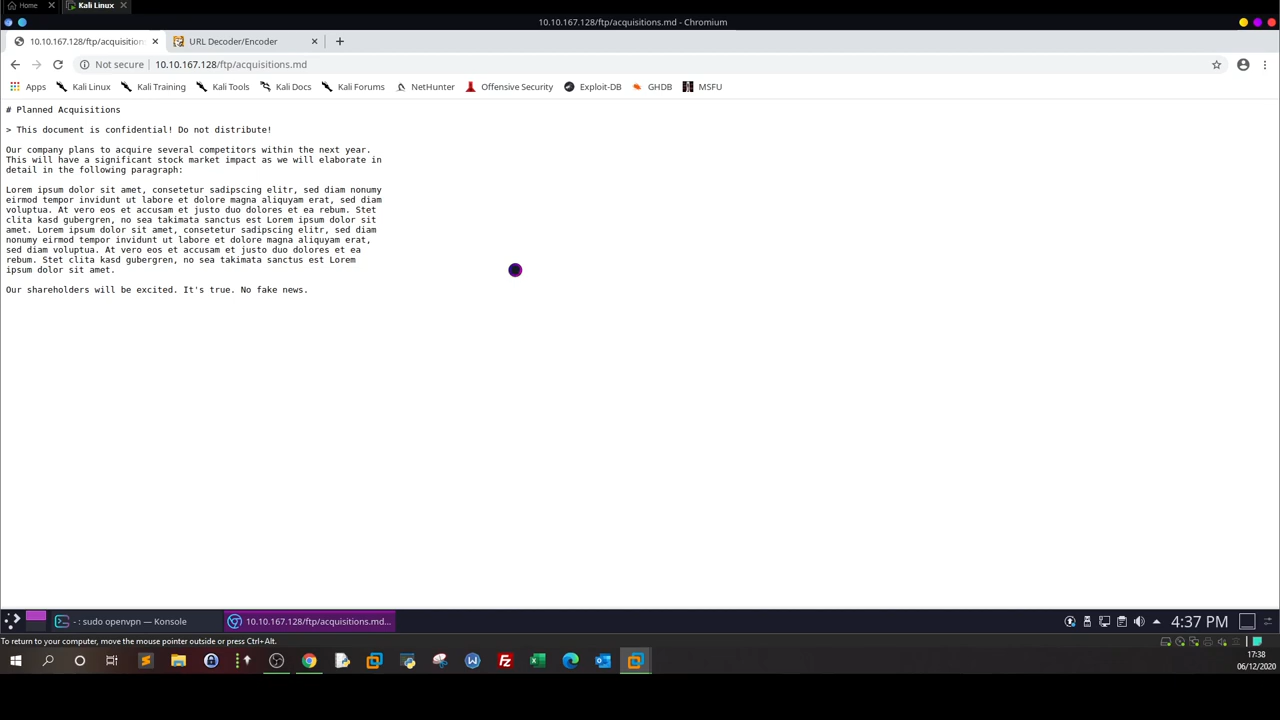 Home
Kali Linux
10.10.167.128/ftp/acquisitions.md - Chromium
10.10.167.128/ftp/acquisition
URL Decoder/Encoder
Not secure
10.10.167.128/ftp/acquisitions.md
Apps
Kali Linux
Kali Training
Kali Tools
Kali Docs
Kali Forums
NetHunter
Offensive Security
Exploit-DB
GHDB
MSFU
# Planned Acquisitions
> This document is confidential! Do not distribute!
Our company plans to acquire several competitors within the next year.
This will have a significant stock market impact as we will elaborate in
detail in the following paragraph:
Lorem ipsum dolor sit amet, consetetur sadipscing elitr, sed diam nonumy
eirmod tempor invidunt ut labore et dolore magna aliquyam erat, sed diam
voluptua. At vero eos et accusam et justo duo dolores et ea rebum. Stet
clita kasd gubergren, no sea takimata sanctus est Lorem ipsum dolor sit
amet. Lorem ipsum dolor sit amet, consetetur sadipscing elitr, sed diam
nonumy eirmod tempor invidunt ut labore et dolore magna aliquyam erat,
sed diam voluptua. At vero eos et accusam et justo duo dolores et ea
rebum. Stet clita kasd gubergren, no sea takimata sanctus est Lorem
ipsum dolor sit amet.
Our shareholders will be excited. It's true. No fake news.
- : sudo openvpn — Konsole
10.10.167.128/ftp/acquisitions.md...
4:37 PM
To return to your computer, move the mouse pointer outside or press Ctrl+Alt.
17:38
06/12/2020